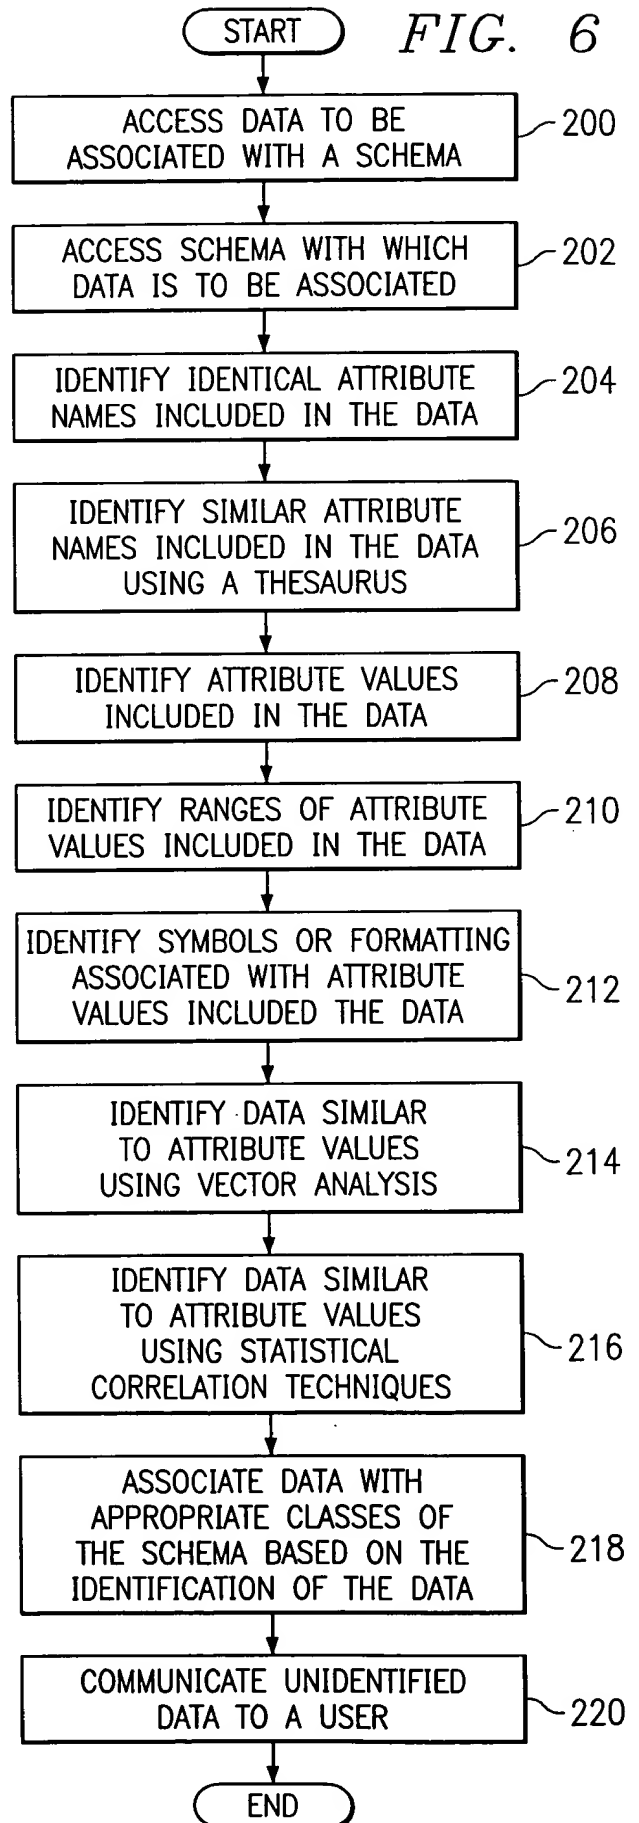 START
FIG. 6
ACCESS DATA TO BE
ASSOCIATED WITH A SCHEMA
200
ACCESS SCHEMA WITH WHICH
DATA IS TO BE ASSOCIATED
202
IDENTIFY IDENTICAL ATTRIBUTE
NAMES INCLUDED IN THE DATA
204
IDENTIFY SIMILAR ATTRIBUTE
NAMES INCLUDED IN THE DATA
USING A THESAURUS
206
IDENTIFY ATTRIBUTE VALUES
INCLUDED IN THE DATA
208
IDENTIFY RANGES OF ATTRIBUTE
VALUES INCLUDED IN THE DATA
210
IDENTIFY SYMBOLS OR FORMATTING
ASSOCIATED WITH ATTRIBUTE
VALUES INCLUDED THE DATA
212
IDENTIFY DATA SIMILAR
TO ATTRIBUTE VALUES
USING VECTOR ANALYSIS
214
IDENTIFY DATA SIMILAR
TO ATTRIBUTE VALUES
USING STATISTICAL
CORRELATION TECHNIQUES
216
ASSOCIATE DATA WITH
APPROPRIATE CLASSES OF
THE SCHEMA BASED ON THE
IDENTIFICATION OF THE DATA
218
COMMUNICATE UNIDENTIFIED
DATA TO A USER
220
END